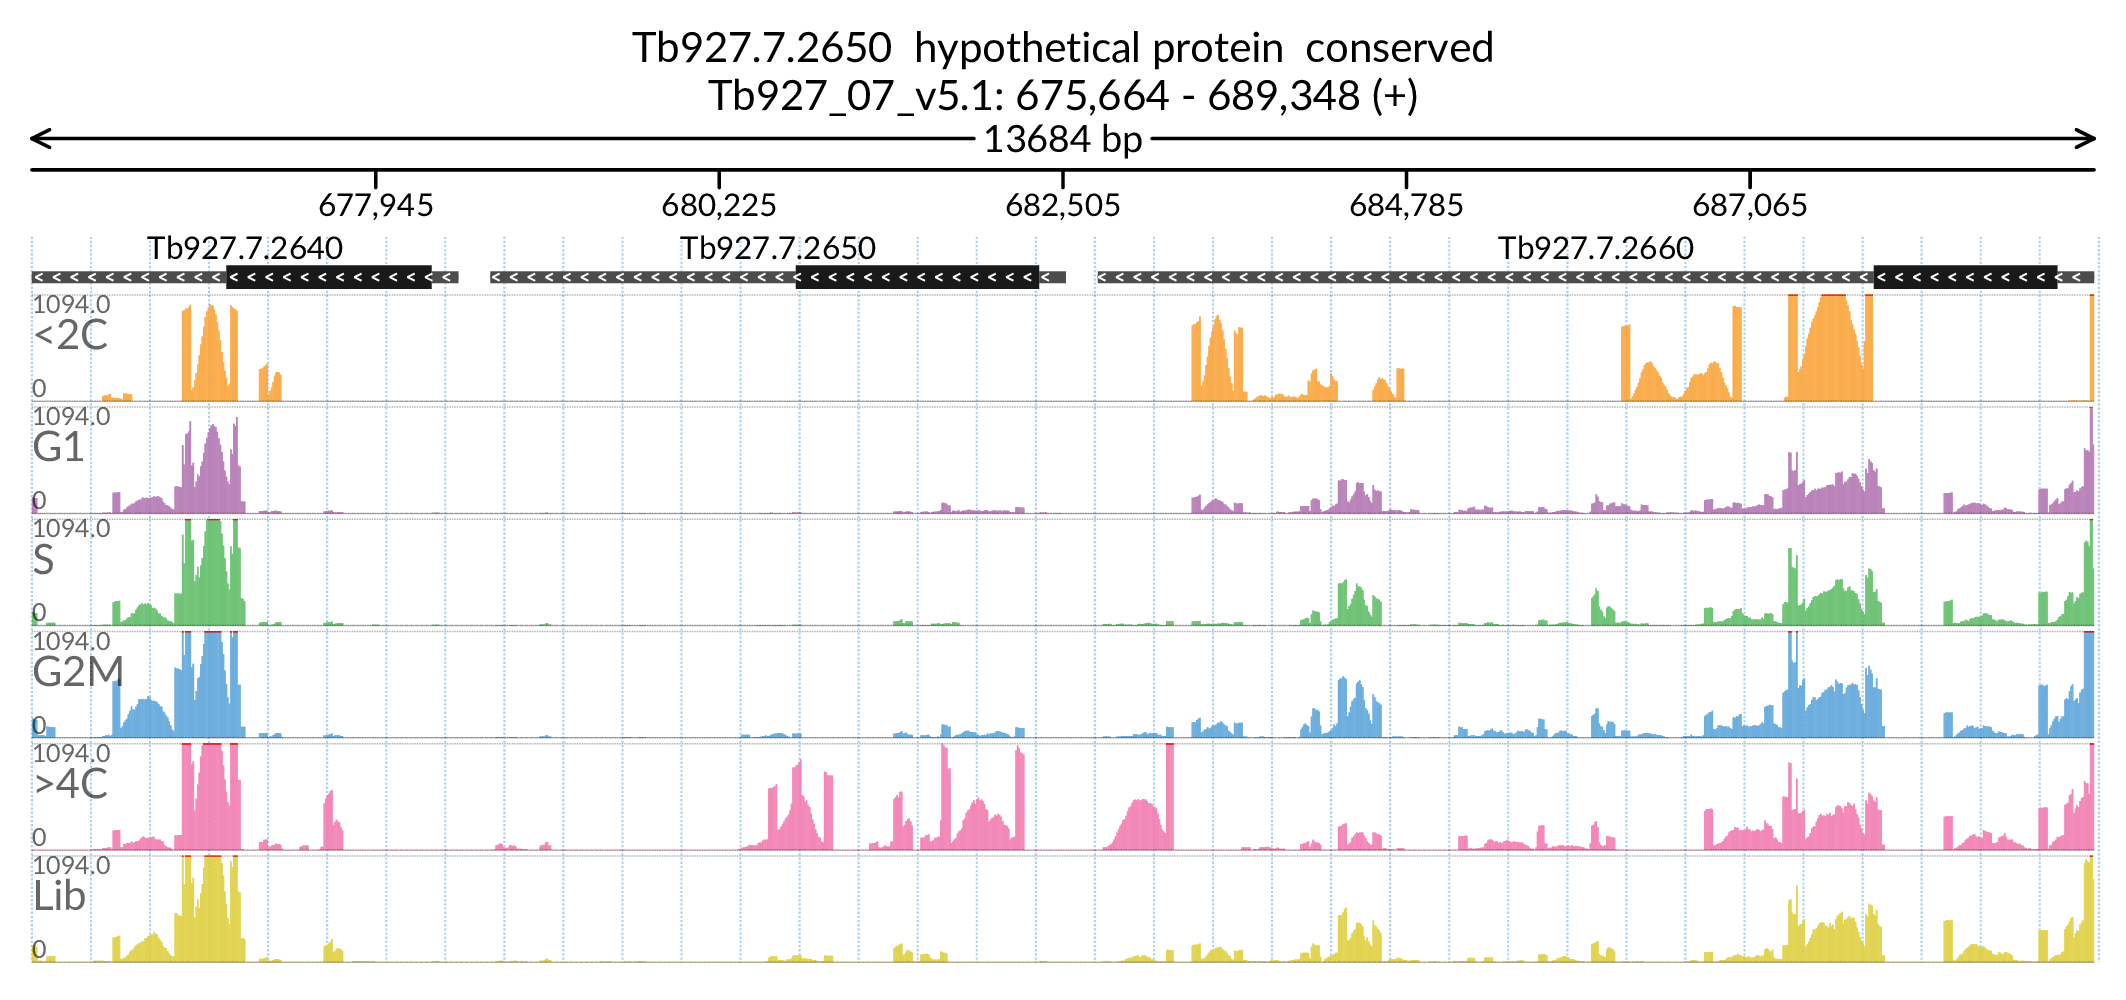 Tb927.7.2650 hypothetical protein conserved
Tb927_07_v5.1: 675,664 - 689,348 (+)
13684 bp
677,945 680,225 682,505 684,785 687,065
Tb927.7.2640 Tb927.7.2650 Tb927.7.2660
1094.0
<2C
0
1094.0
G1
0
1094.0
S
0
1094.0
G2M
0
1094.0
>4C
0
1094.0
Lib
0